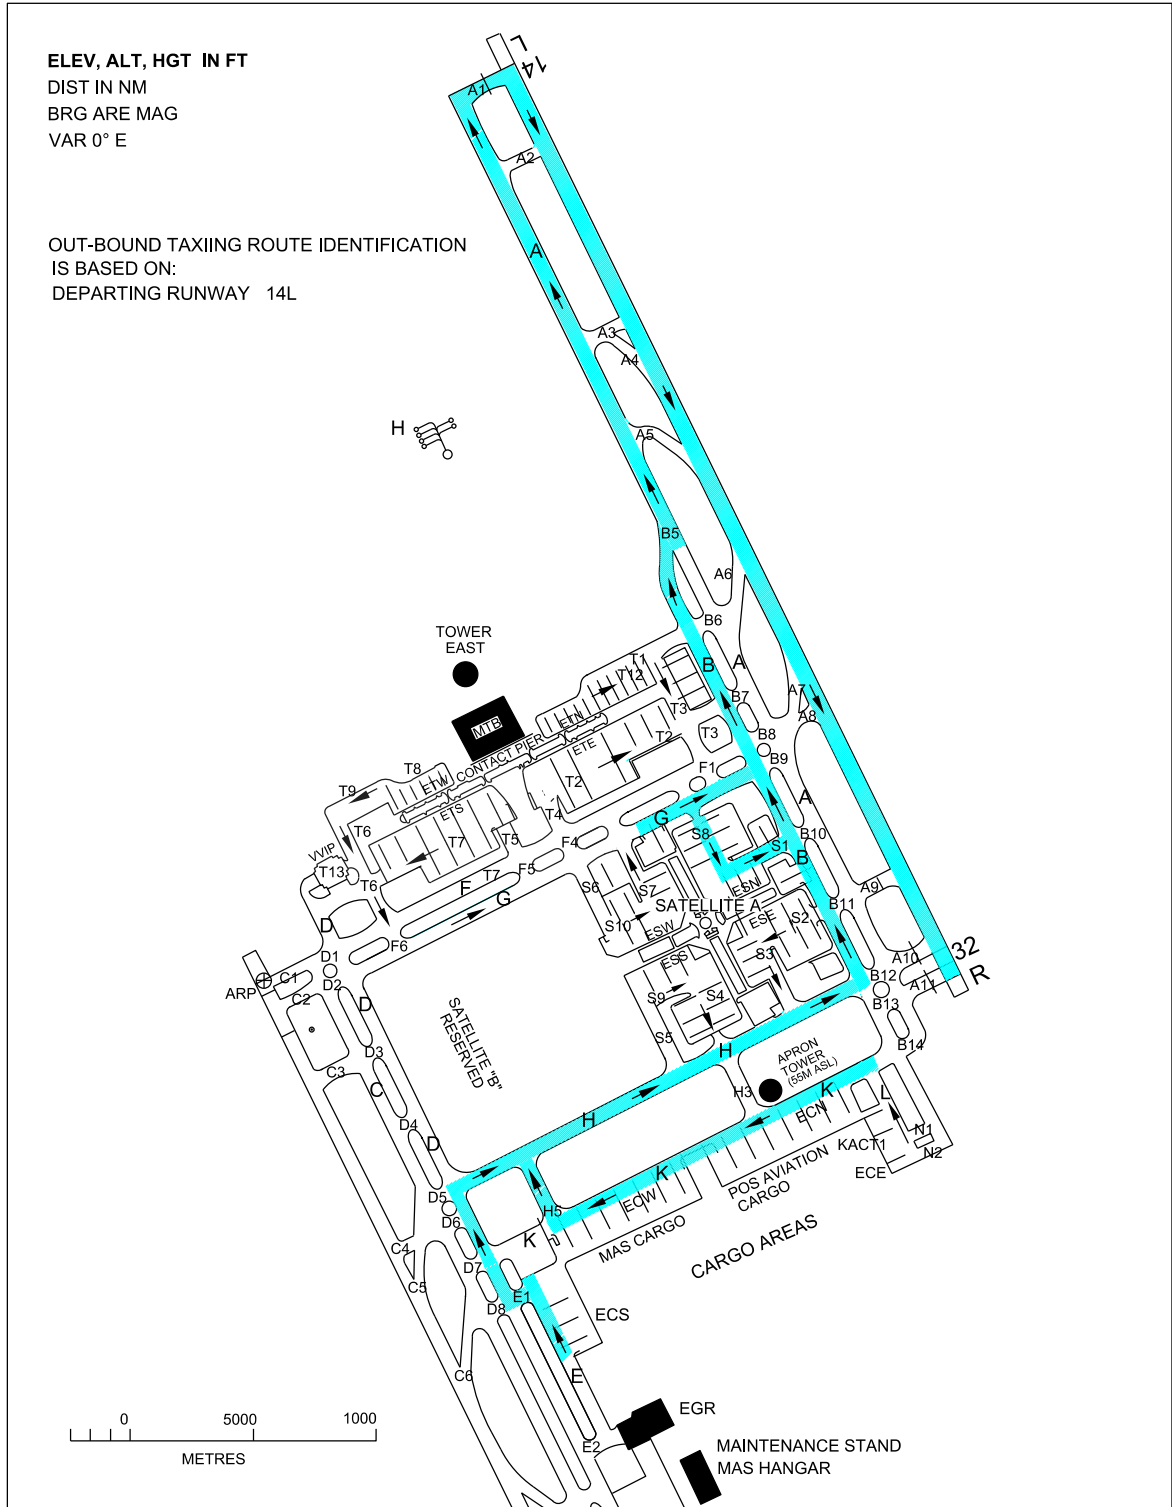 ELEV, ALT, HGT IN FT
DIST IN NM
BRG ARE MAG
VAR 0° E
OUT-BOUND TAXIING ROUTE IDENTIFICATION
IS BASED ON:
DEPARTING RUNWAY 14L
L
14
A1
A2
A
A3
A4
H
A5
B5
A6
B6
TOWER
EAST
T1
T12
B
A
A7
MTB
ETN
T3
B7
A8
CONTACT PIER
ETE
T2
T3
B8
T8
ETW
F1
B9
T9
T2
ETS
T4
G
A
T6
T7
T5
F4
S8
S1
B10
VVIP
T13
F5
B
T6
T7
S6
S7
ESN
A9
F
G
SATELLITE A
B11
D
S10
ESW
ESE
S2
F6
32
R
D1
ESS
S3
A10
ARP
C1
D2
B12
A11
C2
D
S9
S4
B13
SATELLITE "B"
RESERVED
S5
B14
D3
H
APRON
TOWER
(55M ASL)
C3
C
H3
K
L
D4
H
ECN
N1
D
KACT1
N2
K
ECE
D5
ECW
POS AVIATION
CARGO
D6
H5
K
MAS CARGO
CARGO AREAS
C4
D7
C5
E1
D8
ECS
C6
E
EGR
0
5000
1000
METRES
E2
MAINTENANCE STAND
MAS HANGAR